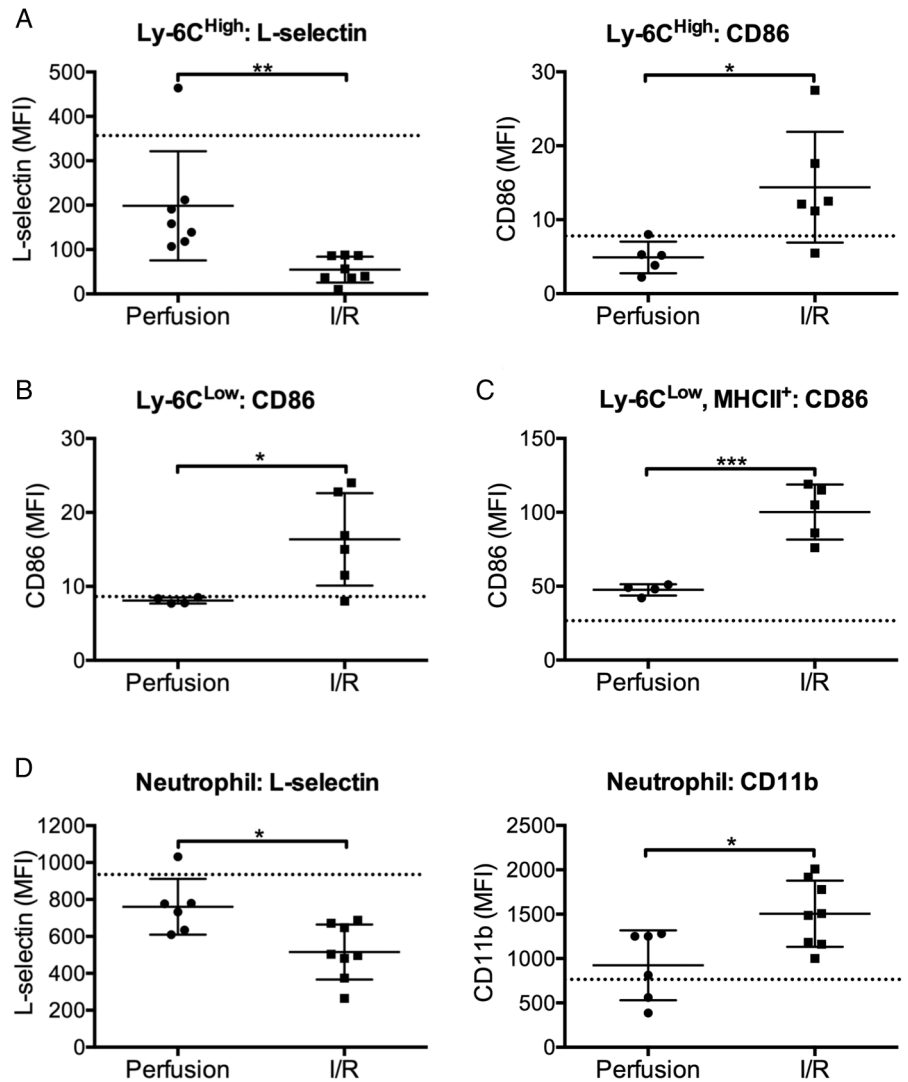 A
Ly-6CHigh: L-selectin
**
L-selectin (MFI)
500
400
300
200
100
0
Perfusion
I/R
Ly-6CHigh: CD86
*
CD86 (MFI)
30
20
10
0
Perfusion
I/R
B
Ly-6CLow: CD86
*
CD86 (MFI)
30
20
10
0
Perfusion
I/R
C
Ly-6CLow, MHCII+: CD86
***
CD86 (MFI)
150
100
50
0
Perfusion
I/R
D
Neutrophil: L-selectin
*
L-selectin (MFI)
1200
1000
800
600
400
200
0
Perfusion
I/R
Neutrophil: CD11b
*
CD11b (MFI)
2500
2000
1500
1000
500
0
Perfusion
I/R